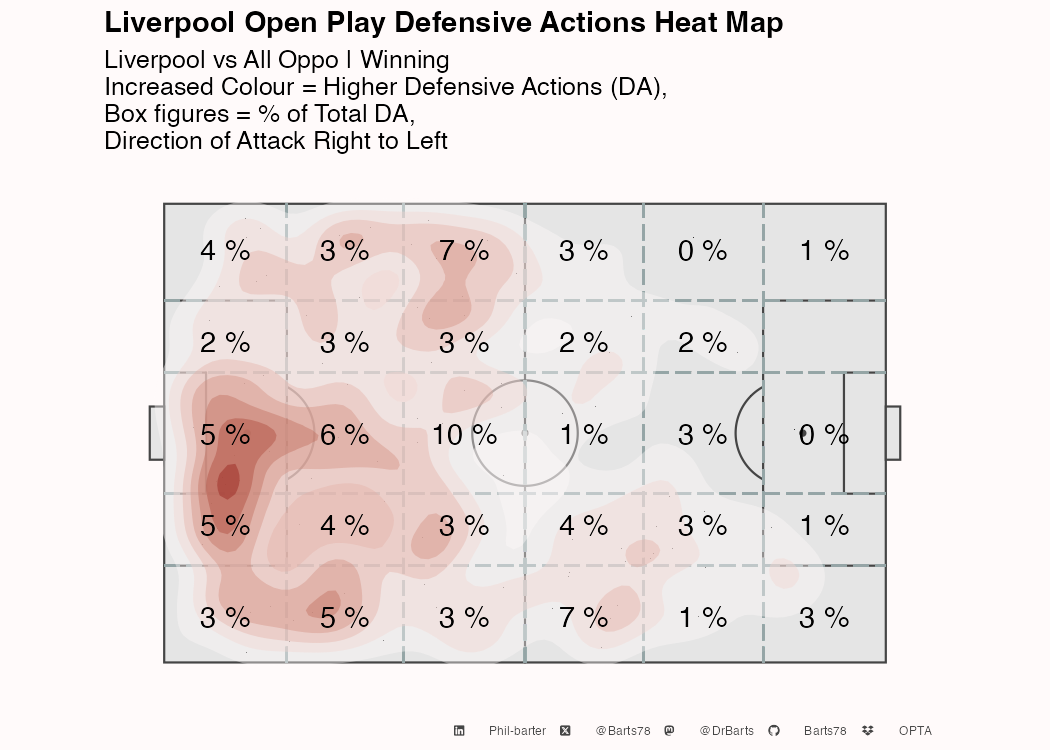 Liverpool Open Play Defensive Actions Heat Map
Liverpool vs All Oppo | Winning
Increased Colour = Higher Defensive Actions (DA),
Box figures = % of Total DA,
Direction of Attack Right to Left
4 % 3 % 7 % 3 % 0 % 1 %
2 % 3 % 3 % 2 % 2 %
5 % 6 % 10 % 1 % 3 % 0 %
5 % 4 % 3 % 4 % 3 % 1 %
3 % 5 % 3 % 7 % 1 % 3 %
Phil-barter @Barts78 @DrBarts Barts78 OPTA